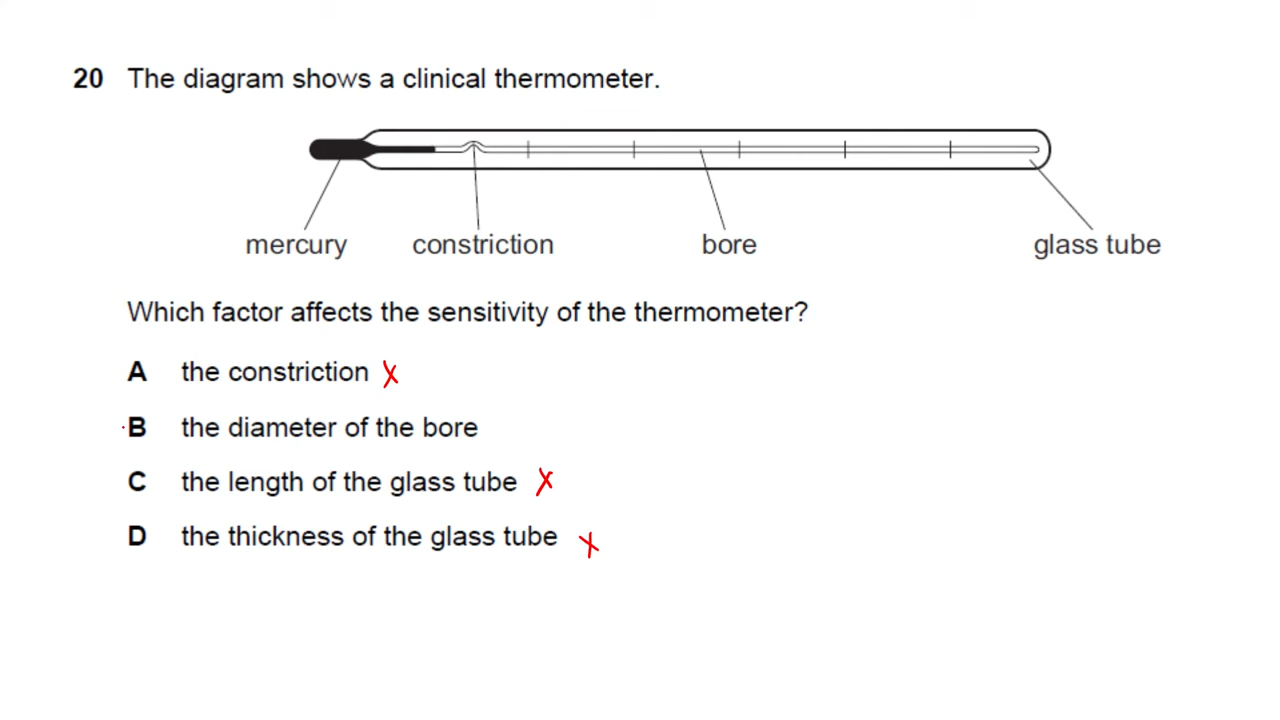 20 The diagram shows a clinical thermometer.
mercury constriction bore glass tube
Which factor affects the sensitivity of the thermometer?
A the constriction X
B the diameter of the bore
C the length of the glass tube X
D the thickness of the glass tube X